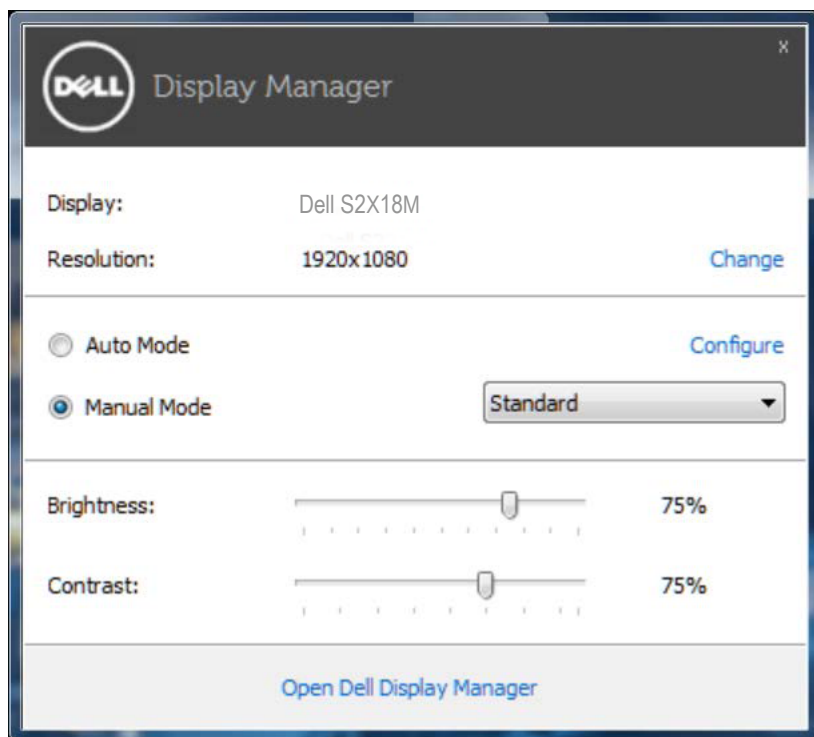 DELL Display Manager
X
Display: Dell S2X18M
Resolution: 1920x1080 Change
Auto Mode Configure
Manual Mode Standard
Brightness: 75%
Contrast: 75%
Open Dell Display Manager